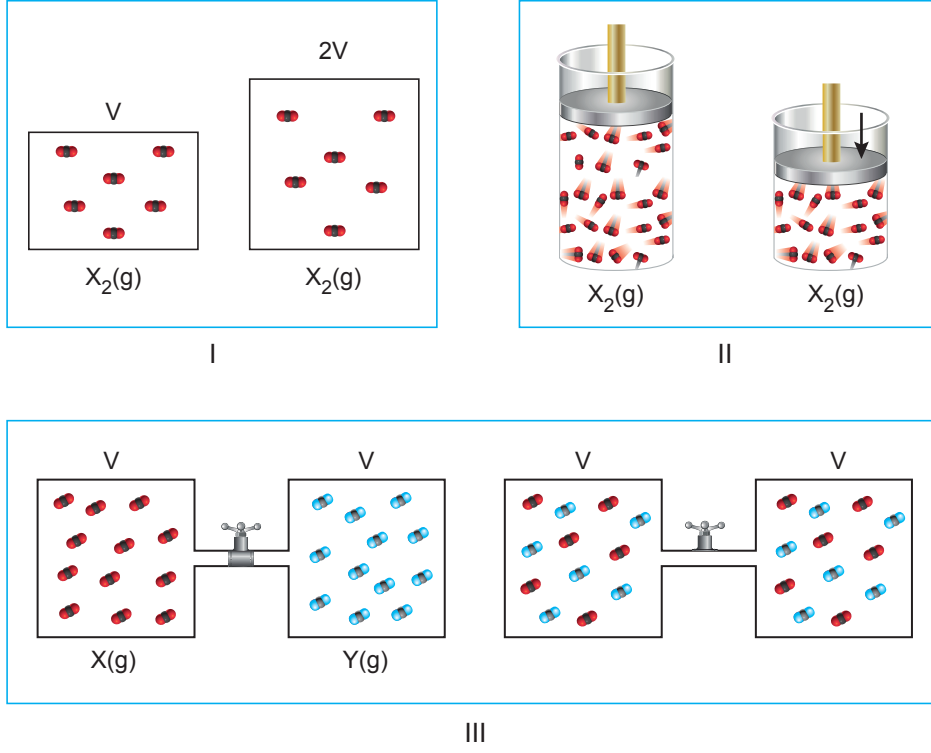 V
2V
X₂(g)
X₂(g)
I
X₂(g)
X₂(g)
II
V
V
V
V
X(g)
Y(g)
III